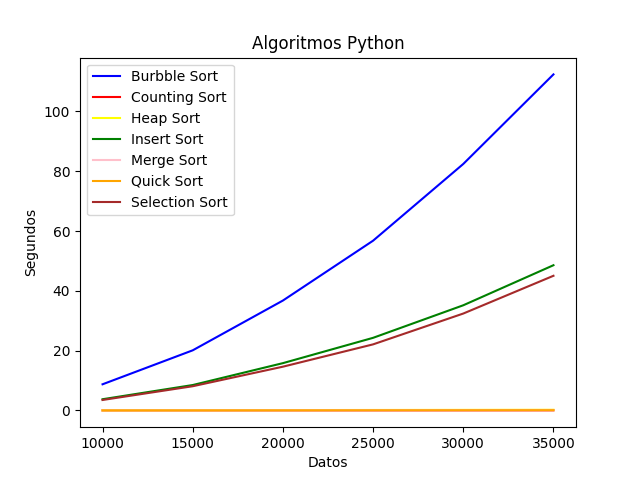 Algoritmos Python
Burbble Sort
Counting Sort
Heap Sort
Insert Sort
Merge Sort
Quick Sort
Selection Sort
Segundos
100
80
60
40
20
0
10000 15000 20000 25000 30000 35000
Datos